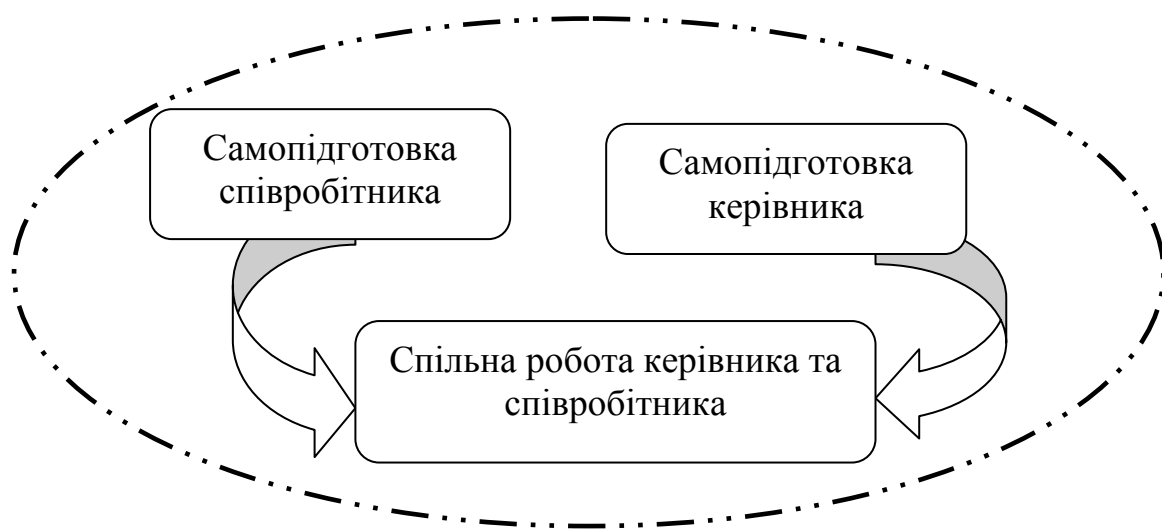 Самопідготовка
співробітника
Самопідготовка
керівника
Спільна робота керівника та
співробітника